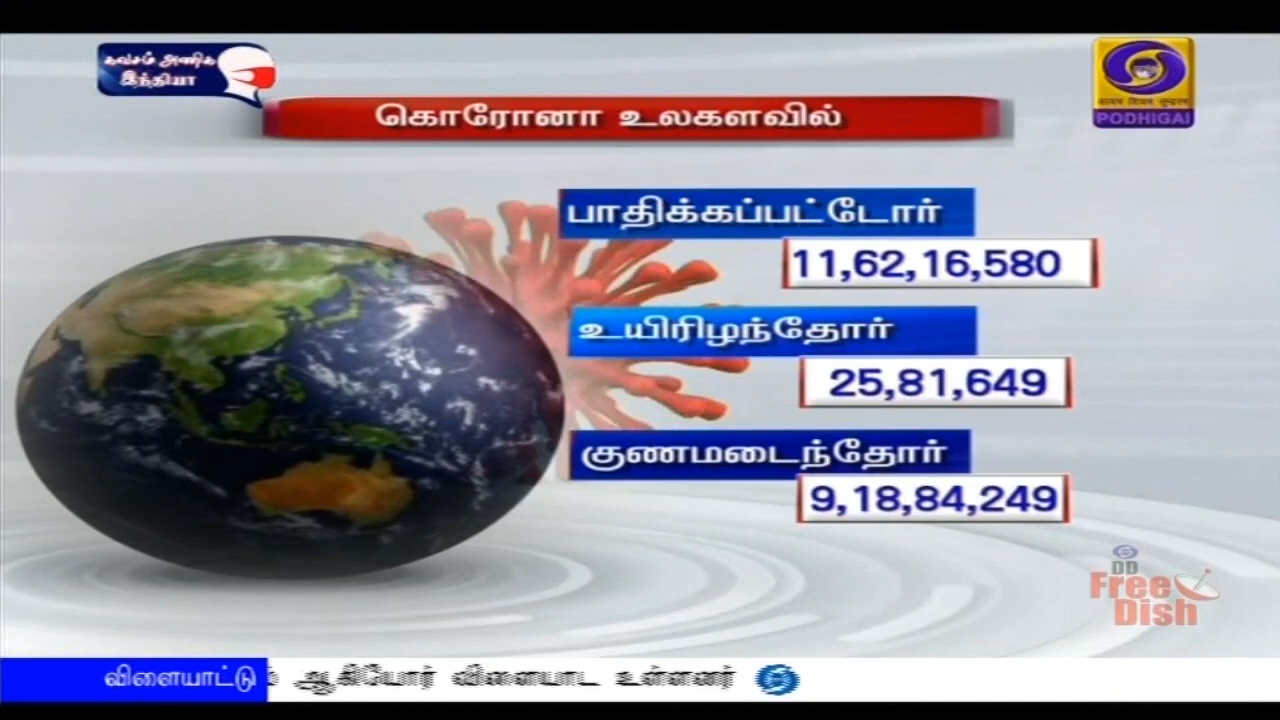 கவசம் அணிக
இந்தியா
கொரோனா உலகளவில்
PODHIGAI
பாதிக்கப்பட்டோர்
11,62,16,580
உயிரிழந்தோர்
25,81,649
குணமடைந்தோர்
9,18,84,249
DD
Free
Dish
விளையாட்டு ஆகியோர் விளையாட உள்ளனர்